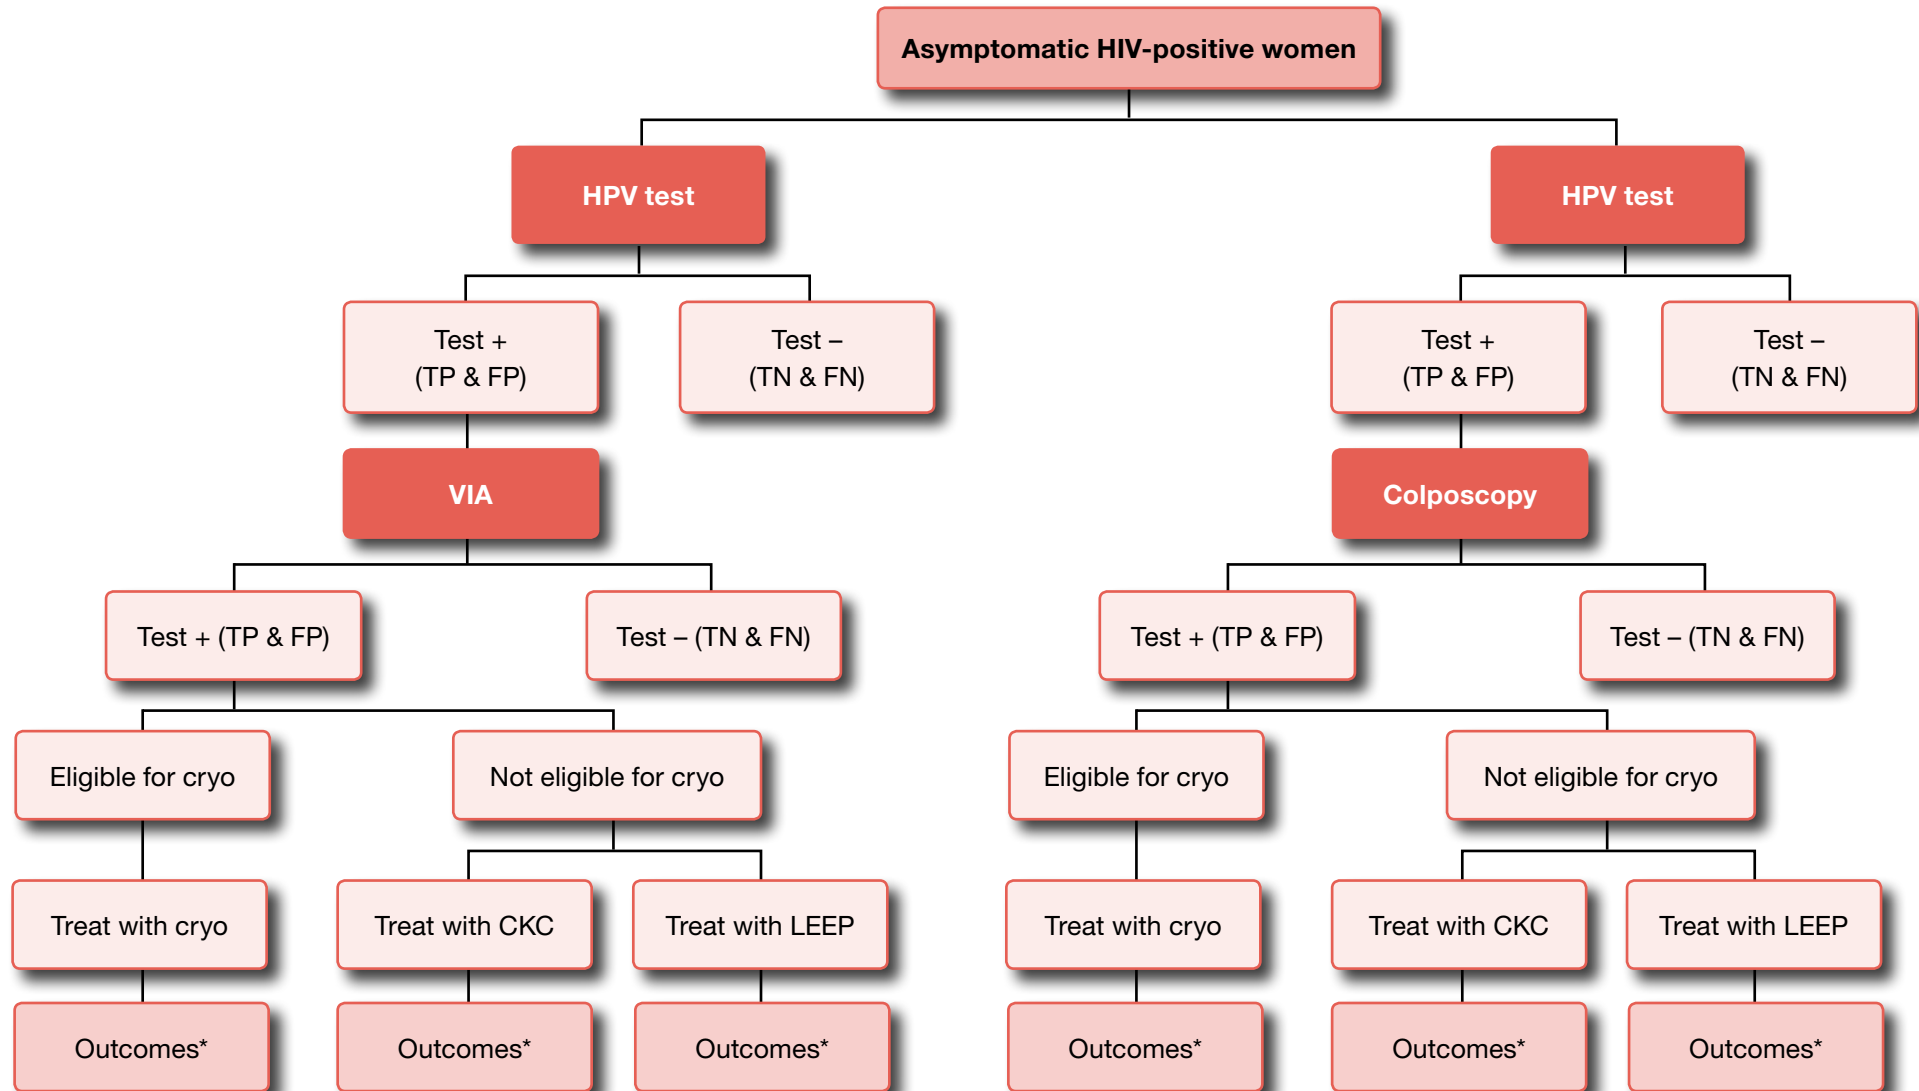 Asymptomatic HIV-positive women
HPV test
HPV test
Test +
(TP & FP)
Test –
(TN & FN)
Test +
(TP & FP)
Test –
(TN & FN)
VIA
Colposcopy
Test + (TP & FP)
Test – (TN & FN)
Test + (TP & FP)
Test – (TN & FN)
Eligible for cryo
Not eligible for cryo
Eligible for cryo
Not eligible for cryo
Treat with cryo
Treat with CKC
Treat with LEEP
Treat with cryo
Treat with CKC
Treat with LEEP
Outcomes*
Outcomes*
Outcomes*
Outcomes*
Outcomes*
Outcomes*